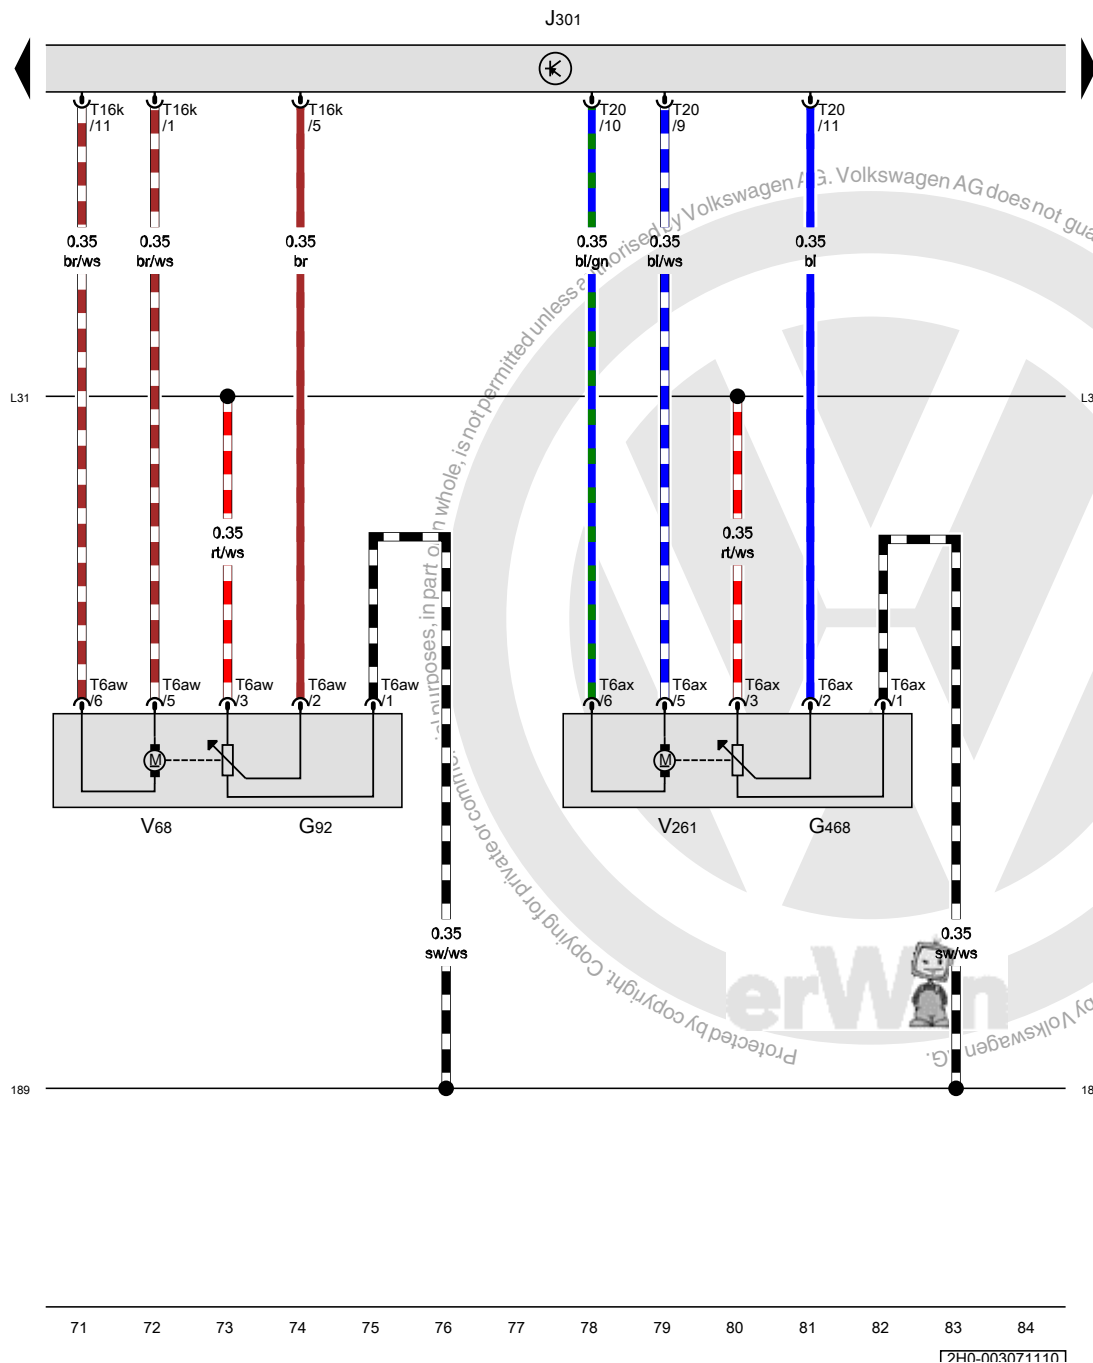 J301
T16k /11
T16k /1
T16k /5
T20 /10
T20 /9
T20 /11
0.35 br/ws
0.35 br/ws
0.35 br
0.35 bl/gn
0.35 bl/ws
0.35 bl
L31
0.35 rt/ws
0.35 rt/ws
T6aw /6
T6aw /5
T6aw /3
T6aw /2
T6aw /1
T6ax /6
T6ax /5
T6ax /3
T6ax /2
T6ax /1
M
M
V68
G92
V261
G468
0.35 sw/ws
0.35 sw/ws
189
71 72 73 74 75 76 77 78 79 80 81 82 83 84
2H0-003071110
erWin
Protected by copyright. Copying for private or commercial purposes, in part or in whole, is not permitted unless authorised by Volkswagen AG. Volkswagen AG does not gua
by Volkswagen AG.